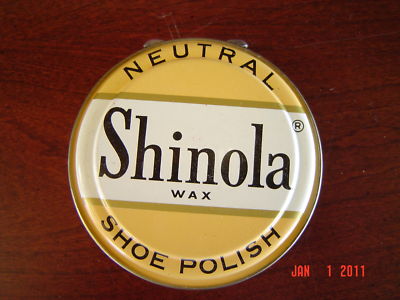 NEUTRAL
Shinola®
WAX
SHOE POLISH
JAN 1 2011